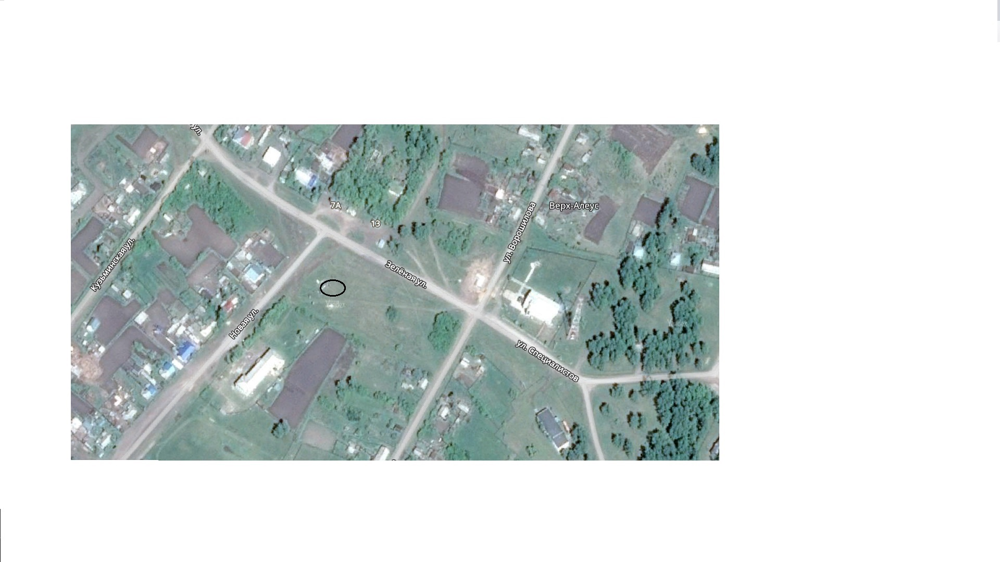 ул.
7А
Верх-Алеус
13
ул. Ворошилова
Кузьминская ул.
Зелёная ул.
Yandex
Новая ул.
Yandex
ул. Специалистов